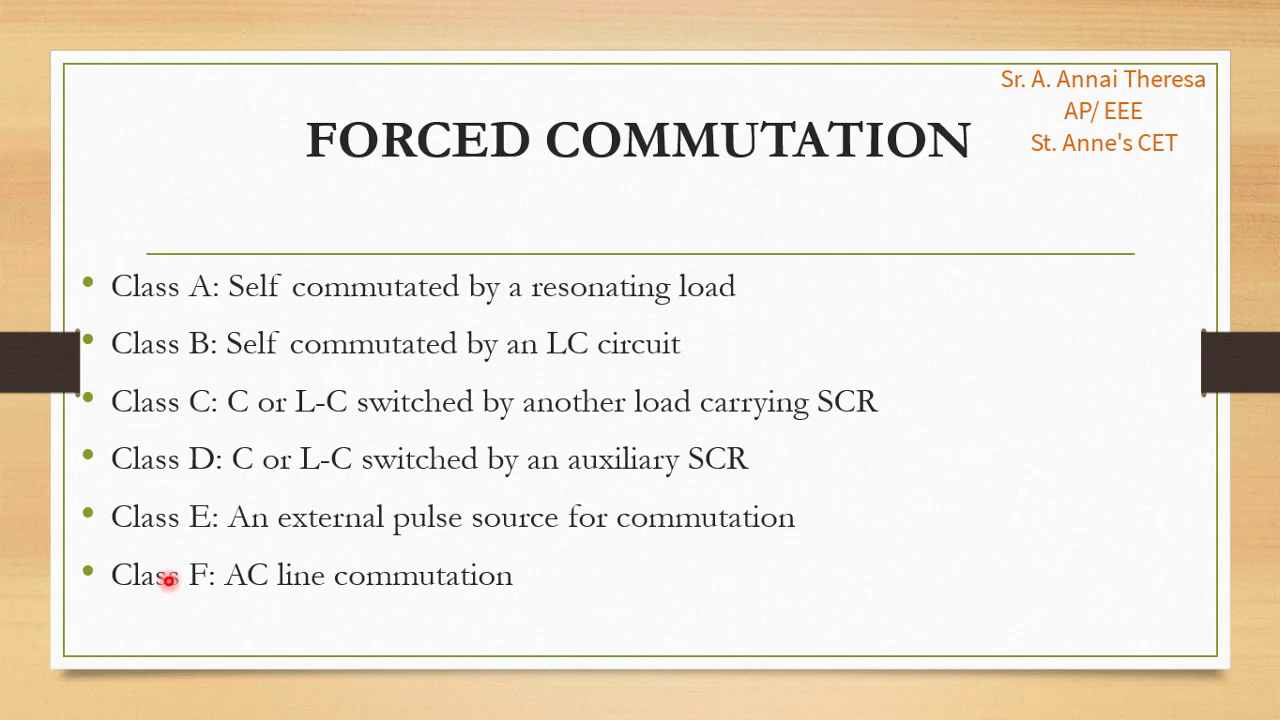 Sr. A. Annai Theresa
AP/ EEE
St. Anne's CET
FORCED COMMUTATION
• Class A: Self commutated by a resonating load
• Class B: Self commutated by an LC circuit
• Class C: C or L-C switched by another load carrying SCR
• Class D: C or L-C switched by an auxiliary SCR
• Class E: An external pulse source for commutation
• Class F: AC line commutation